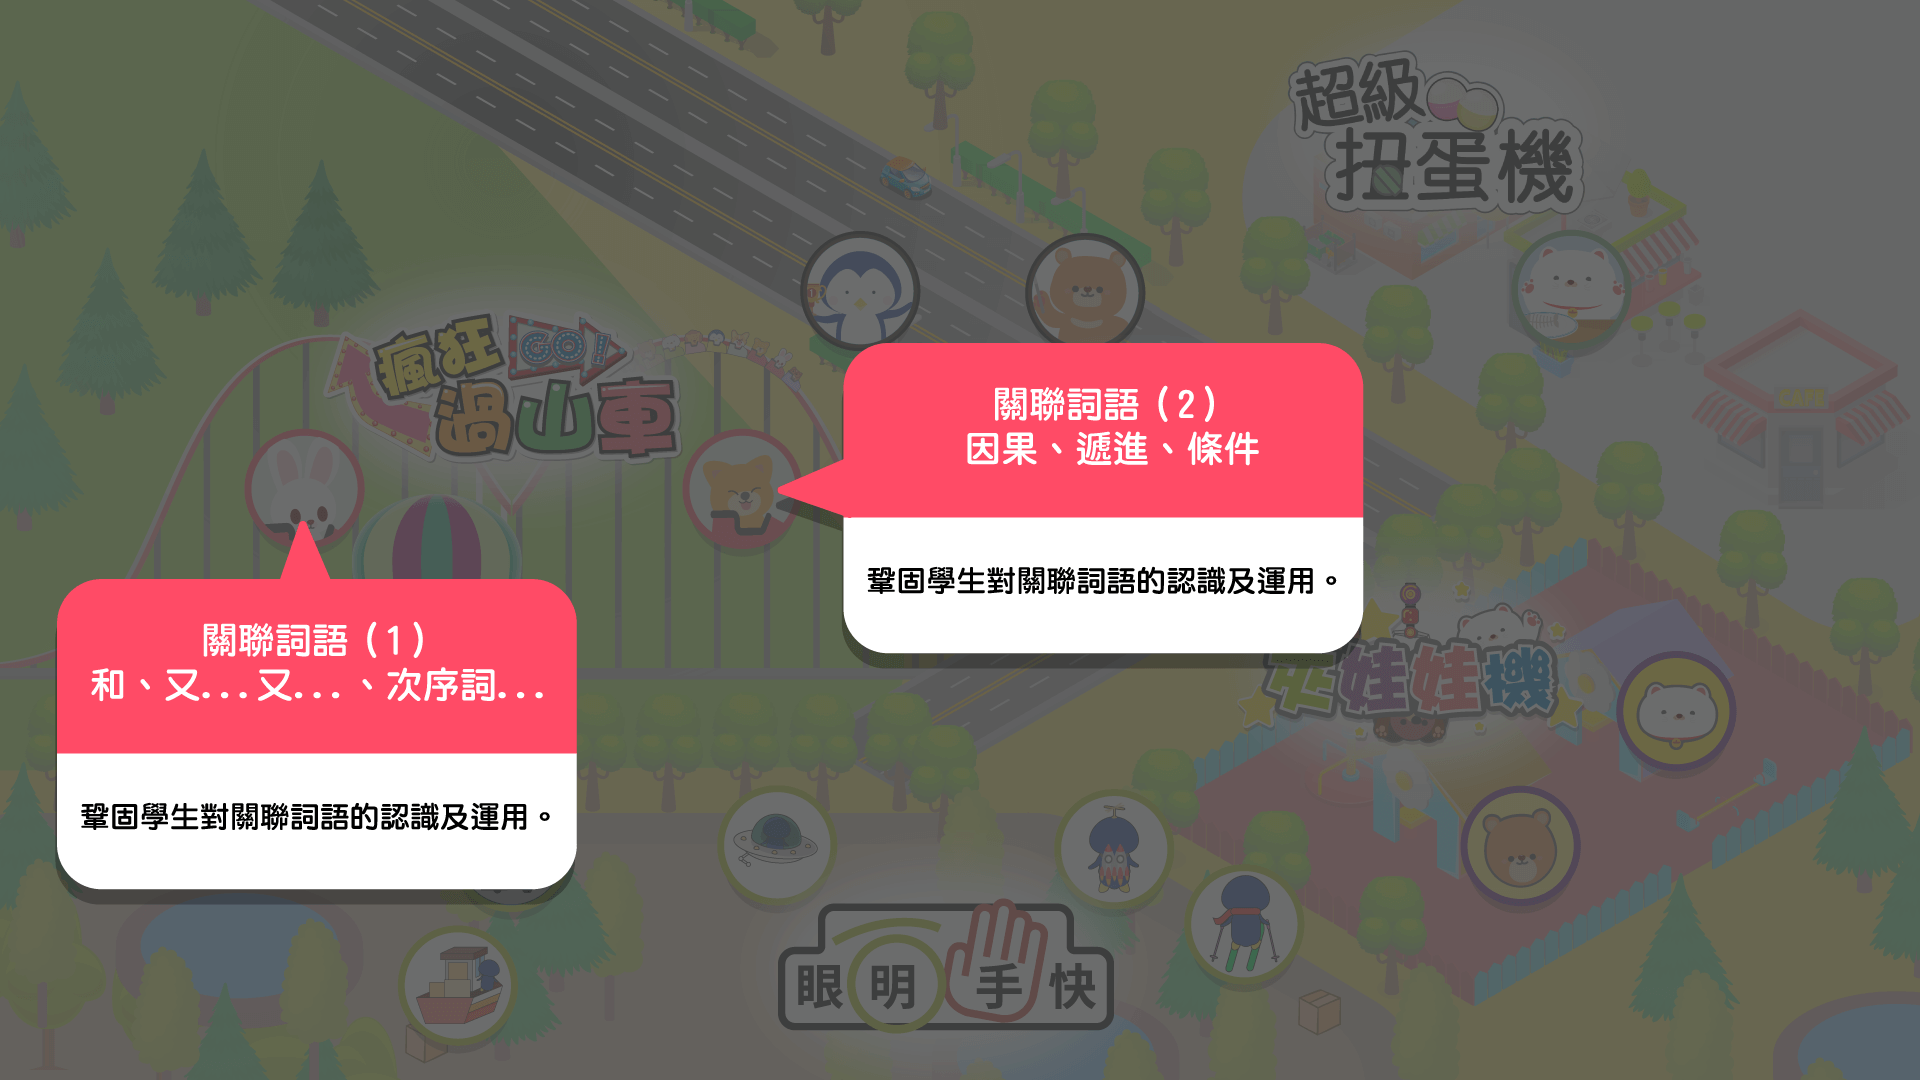 超級
扭蛋機
瘋狂
GO!
過山車
關聯詞語（2）
因果、遞進、條件
鞏固學生對關聯詞語的認識及運用。
CAFE
關聯詞語（1）
和、又...又...、次序詞...
鞏固學生對關聯詞語的認識及運用。
夾娃娃機
眼明手快